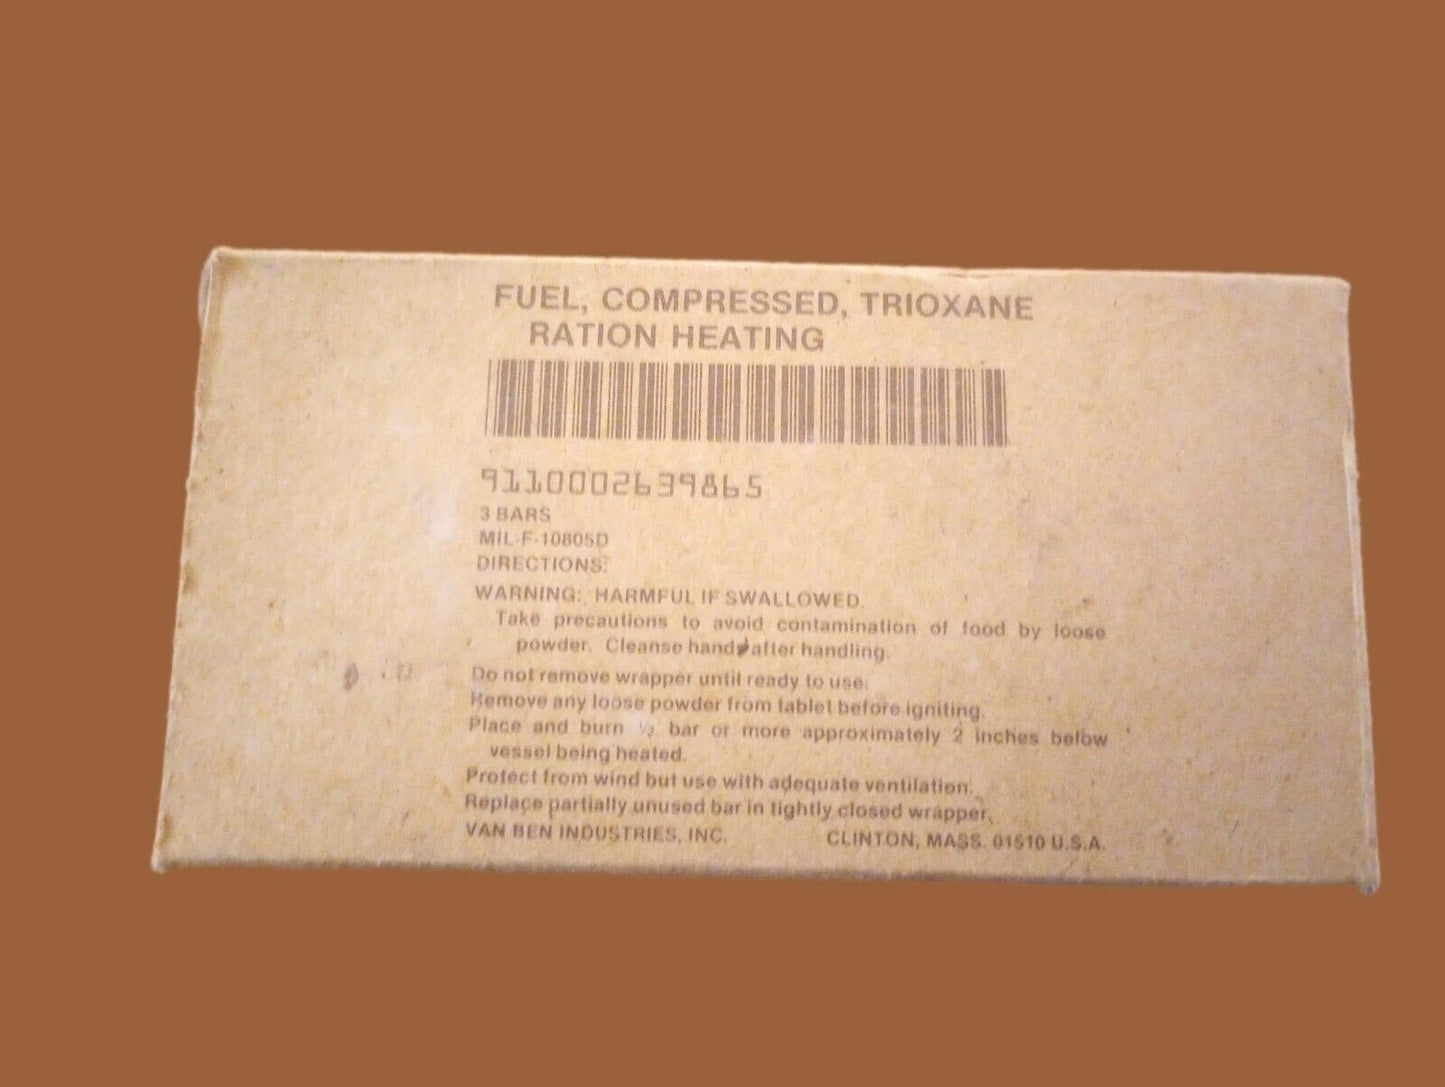 FUEL, COMPRESSED, TRIOXANE
RATION HEATING
9110002639865
3 BARS
MIL-F-10805D
DIRECTIONS:
WARNING: HARMFUL IF SWALLOWED.
Take precautions to avoid contamination of food by loose
powder. Cleanse hands after handling.
Do not remove wrapper until ready to use.
Remove any loose powder from tablet before igniting.
Place and burn ⅓ bar or more approximately 2 inches below
vessel being heated.
Protect from wind but use with adequate ventilation.
Replace partially unused bar in tightly closed wrapper.
VAN BEN INDUSTRIES, INC. CLINTON, MASS. 01510 U.S.A.